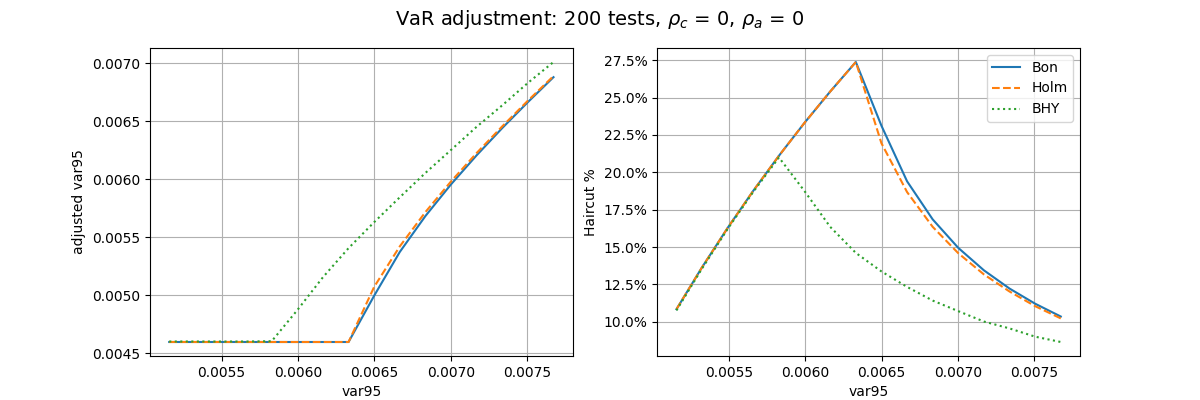 VaR adjustment: 200 tests, ρc = 0, ρa = 0
adjusted var95
0.0070
0.0065
0.0060
0.0055
0.0050
0.0045
0.0055 0.0060 0.0065 0.0070 0.0075
var95
Haircut %
27.5%
25.0%
22.5%
20.0%
17.5%
15.0%
12.5%
10.0%
0.0055 0.0060 0.0065 0.0070 0.0075
var95
Bon
Holm
BHY